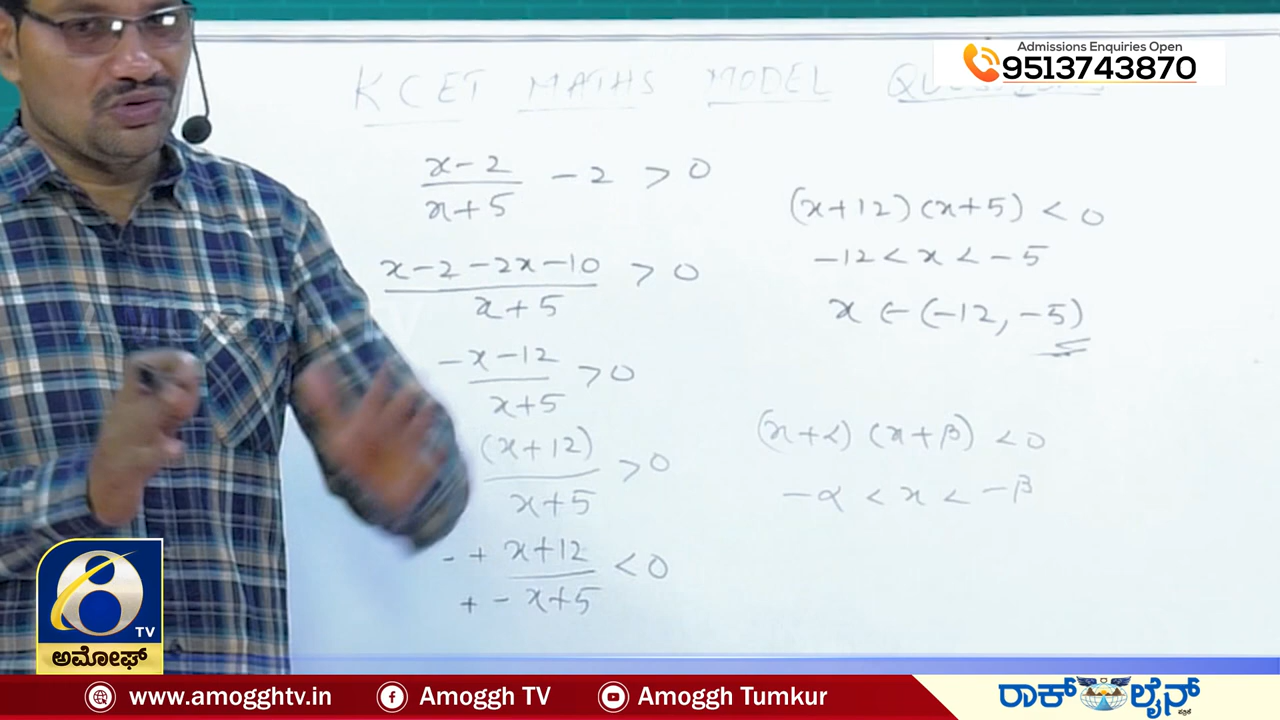 Admissions Enquiries Open
9513743870
KCET MATHS MODEL
x-2/x+5 -2 > 0
x-2-2x-10/x+5 > 0
-x-12/x+5 > 0
(x+12)/x+5 > 0
- + x+12/+ - x+5 < 0
(x+12)(x+5) < 0
-12 < x < -5
x ∈ (-12, -5)
(x+α)(x+β) < 0
-α < x < -β
8 TV
ಅಮೋಘ್
www.amogghtv.in
Amoggh TV
Amoggh Tumkur
ರಾಕ್ ಲೈನ್